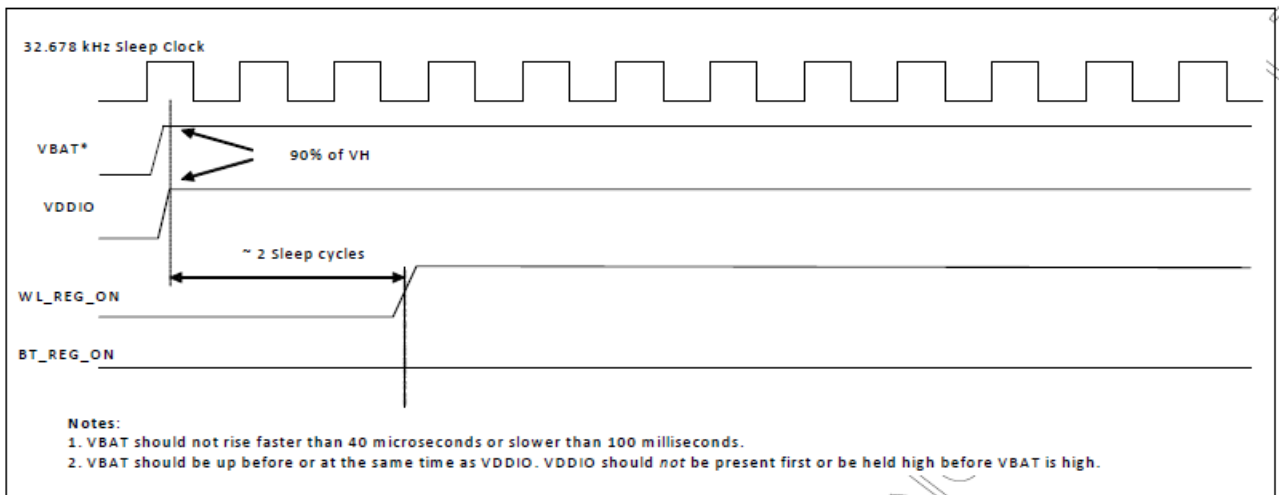 32.678 kHz Sleep Clock
VBAT*
90% of VH
VDDIO
~ 2 Sleep cycles
WL_REG_ON
BT_REG_ON
Notes:
1. VBAT should not rise faster than 40 microseconds or slower than 100 milliseconds.
2. VBAT should be up before or at the same time as VDDIO. VDDIO should not be present first or be held high before VBAT is high.